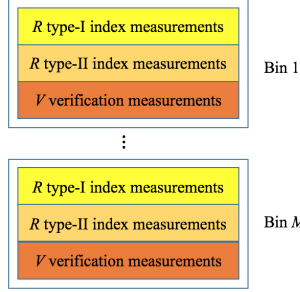 R type-I index measurements
R type-II index measurements
Bin 1
V verification measurements
⋮
R type-I index measurements
R type-II index measurements
Bin M
V verification measurements